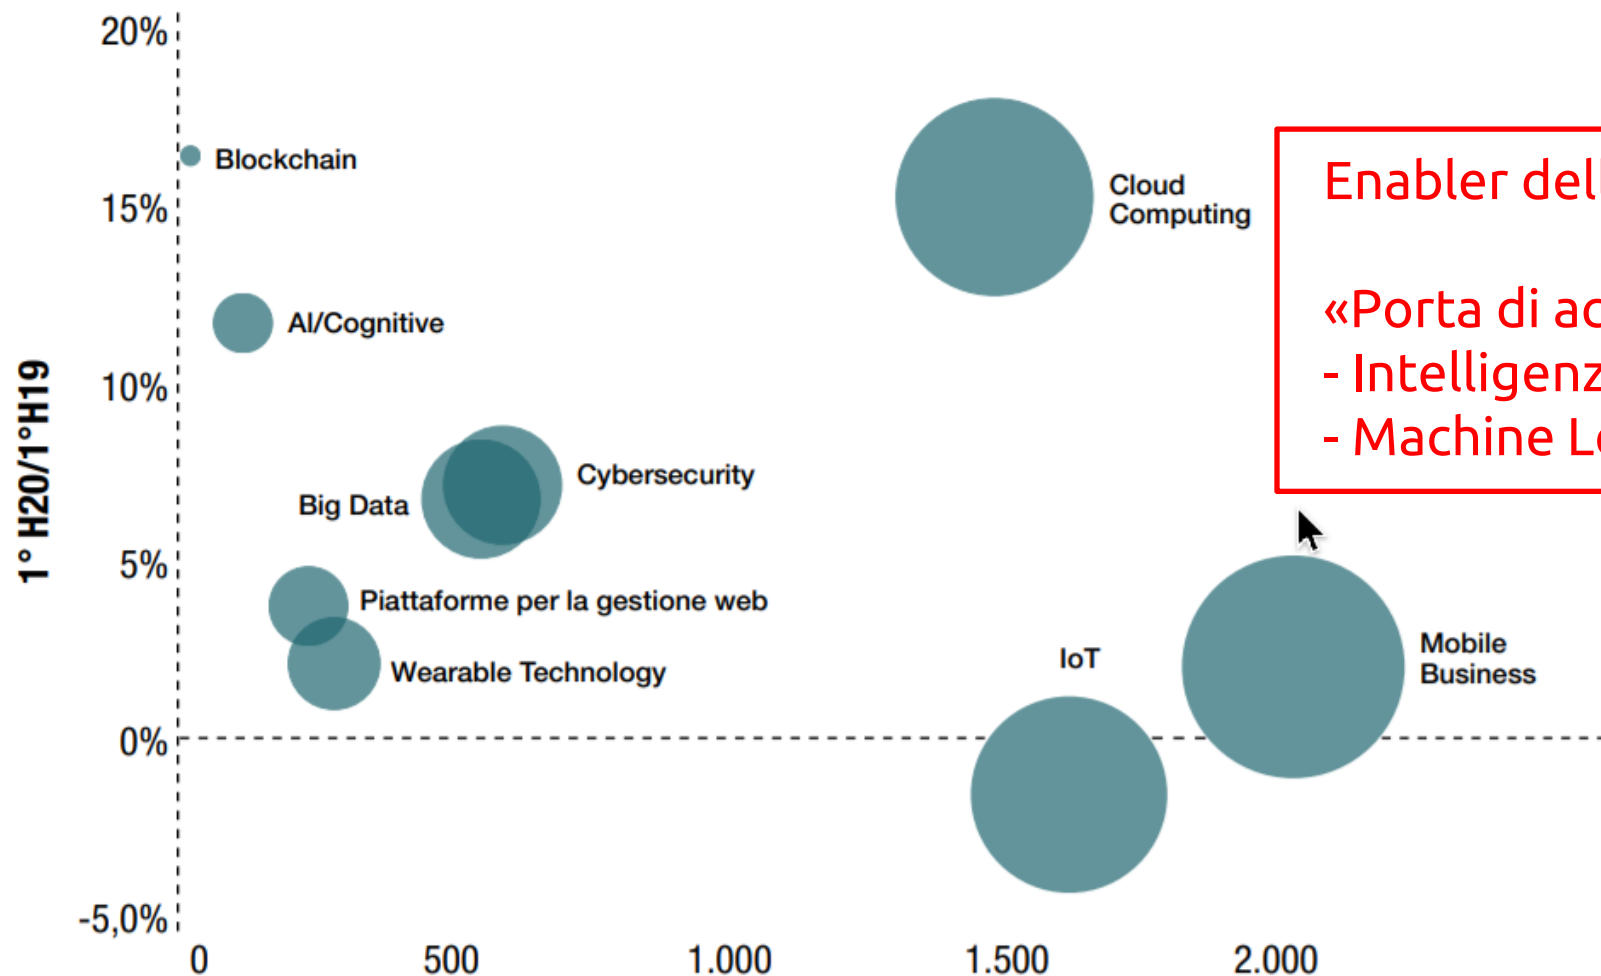 20%
Blockchain
15%
Cloud
Computing
Enabler dell
«Porta di ac
- Intelligenz
- Machine Le
AI/Cognitive
10%
1° H20/1°H19
Cybersecurity
Big Data
5%
Piattaforme per la gestione web
Wearable Technology
IoT
Mobile
Business
0%
-5,0%
0 500 1.000 1.500 2.000